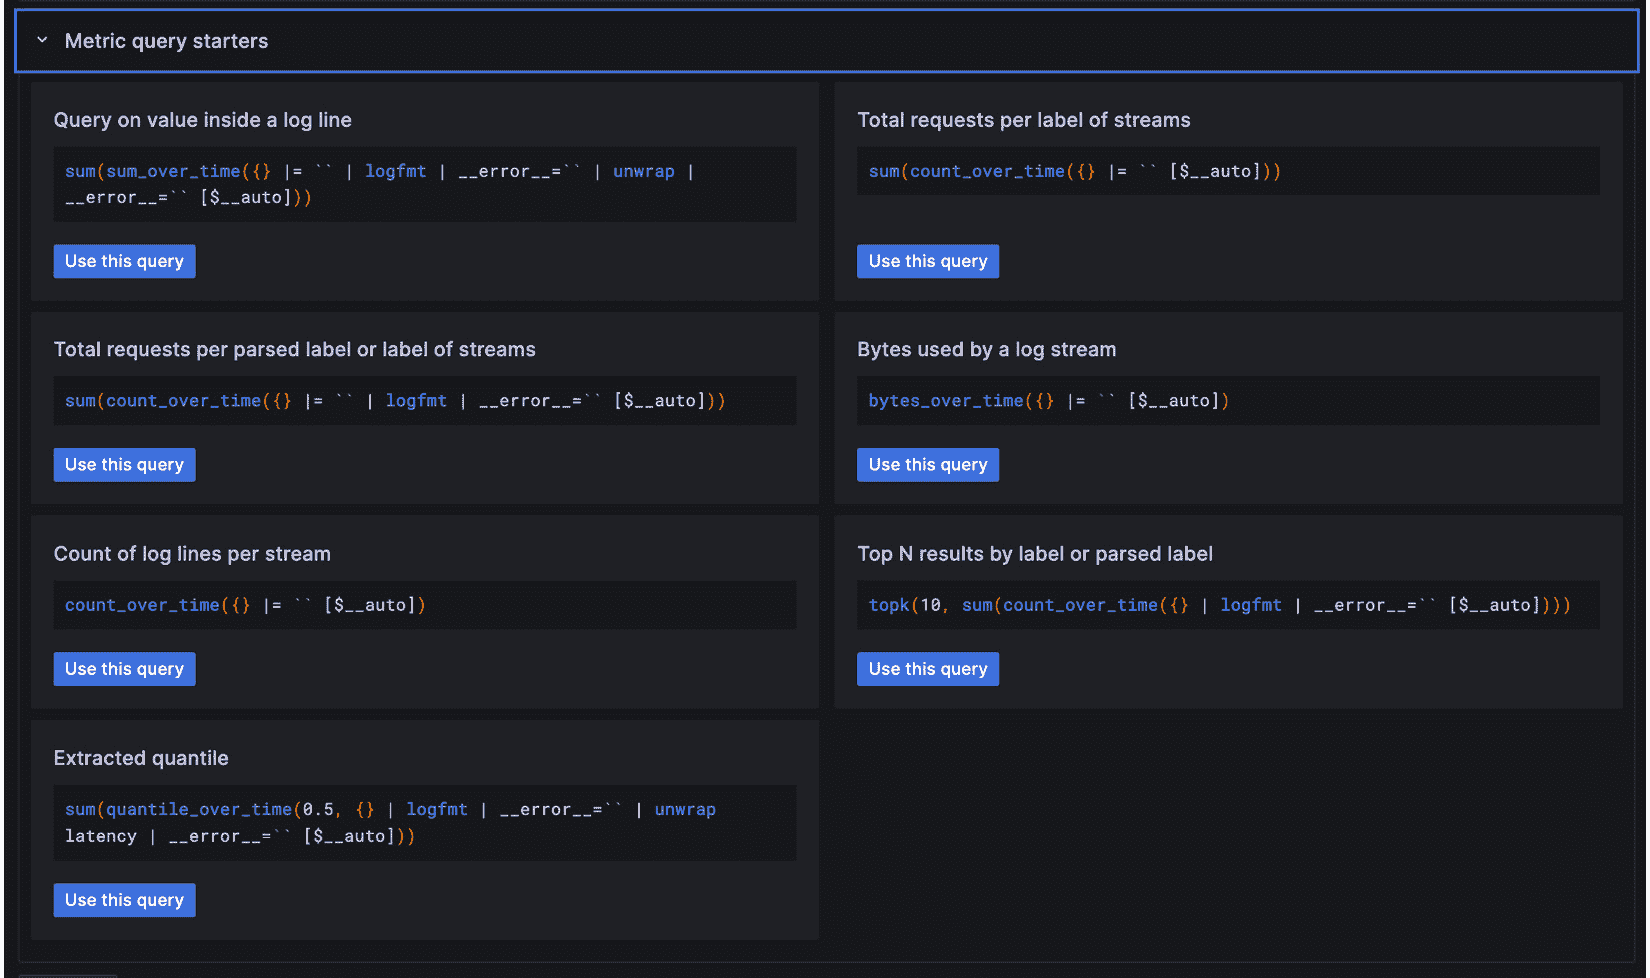 Metric query starters
Query on value inside a log line
sum(sum_over_time({} |= `` | logfmt | __error__=`` | unwrap |
__error__=`` [$__auto]))
Use this query
Total requests per label of streams
sum(count_over_time({} |= `` [$__auto]))
Use this query
Total requests per parsed label or label of streams
sum(count_over_time({} |= `` | logfmt | __error__=`` [$__auto]))
Use this query
Bytes used by a log stream
bytes_over_time({} |= `` [$__auto])
Use this query
Count of log lines per stream
count_over_time({} |= `` [$__auto])
Use this query
Top N results by label or parsed label
topk(10, sum(count_over_time({} | logfmt | __error__=`` [$__auto])))
Use this query
Extracted quantile
sum(quantile_over_time(0.5, {} | logfmt | __error__=`` | unwrap
latency | __error__=`` [$__auto]))
Use this query